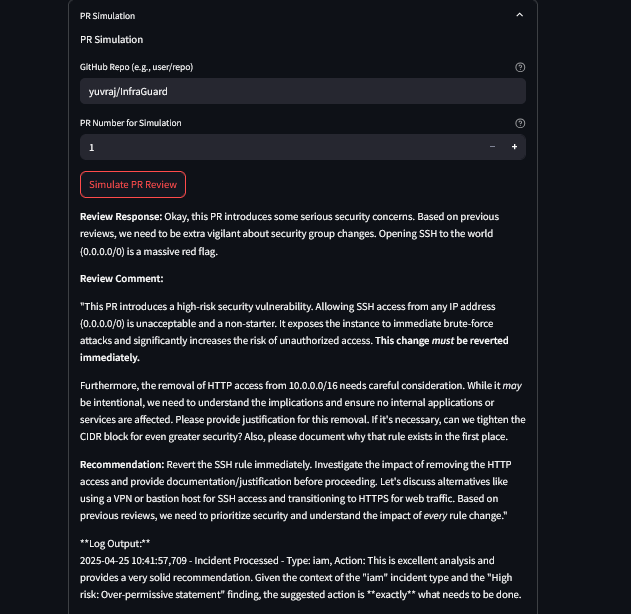 PR Simulation
PR Simulation
GitHub Repo (e.g., user/repo)
yuvraj/InfraGuard
PR Number for Simulation
1
Simulate PR Review
Review Response: Okay, this PR introduces some serious security concerns. Based on previous
reviews, we need to be extra vigilant about security group changes. Opening SSH to the world
(0.0.0.0/0) is a massive red flag.
Review Comment:
"This PR introduces a high-risk security vulnerability. Allowing SSH access from any IP address
(0.0.0.0/0) is unacceptable and a non-starter. It exposes the instance to immediate brute-force
attacks and significantly increases the risk of unauthorized access. This change must be reverted
immediately.
Furthermore, the removal of HTTP access from 10.0.0.0/16 needs careful consideration. While it may
be intentional, we need to understand the implications and ensure no internal applications or
services are affected. Please provide justification for this removal. If it's necessary, can we tighten the
CIDR block for even greater security? Also, please document why that rule exists in the first place.
Recommendation: Revert the SSH rule immediately. Investigate the impact of removing the HTTP
access and provide documentation/justification before proceeding. Let's discuss alternatives like
using a VPN or bastion host for SSH access and transitioning to HTTPS for web traffic. Based on
previous reviews, we need to prioritize security and understand the impact of every rule change."
**Log Output:**
2025-04-25 10:41:57,709 - Incident Processed - Type: iam, Action: This is excellent analysis and
provides a very solid recommendation. Given the context of the "iam" incident type and the "High
risk: Over-permissive statement" finding, the suggested action is **exactly** what needs to be done.